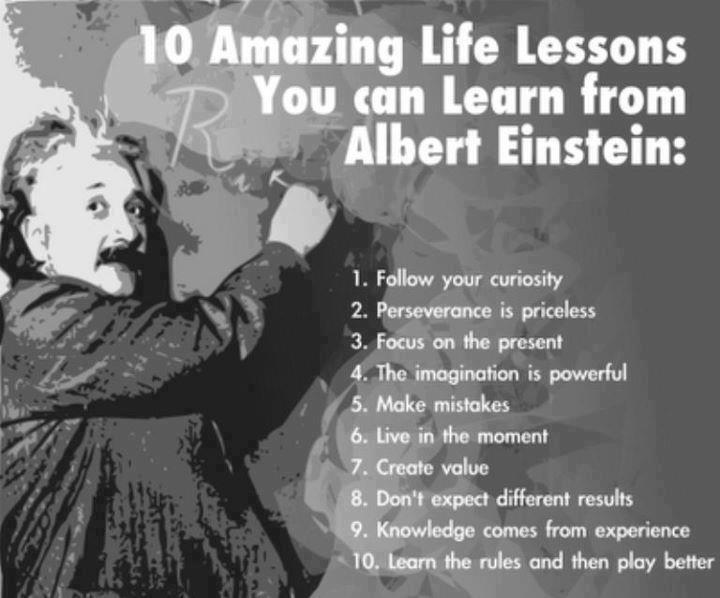 10 Amazing Life Lessons
You can Learn from
Albert Einstein:
R
1. Follow your curiosity
2. Perseverance is priceless
3. Focus on the present
4. The imagination is powerful
5. Make mistakes
6. Live in the moment
7. Create value
8. Don't expect different results
9. Knowledge comes from experience
10. Learn the rules and then play better